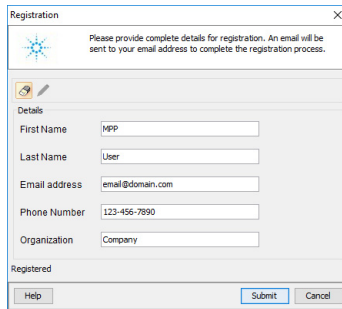 Registration
Please provide complete details for registration. An email will be
sent to your email address to complete the registration process.
Details
First Name MPP
Last Name User
Email address email@domain.com
Phone Number 123-456-7890
Organization Company
Registered
Help Submit Cancel